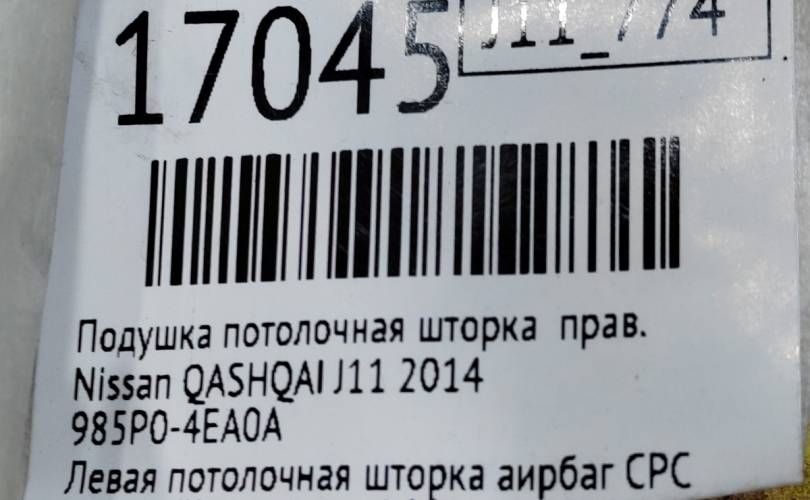 17045
J11_774
Подушка потолочная шторка прав.
Nissan QASHQAI J11 2014
985P0-4EA0A
Левая потолочная шторка аирбаг СРС